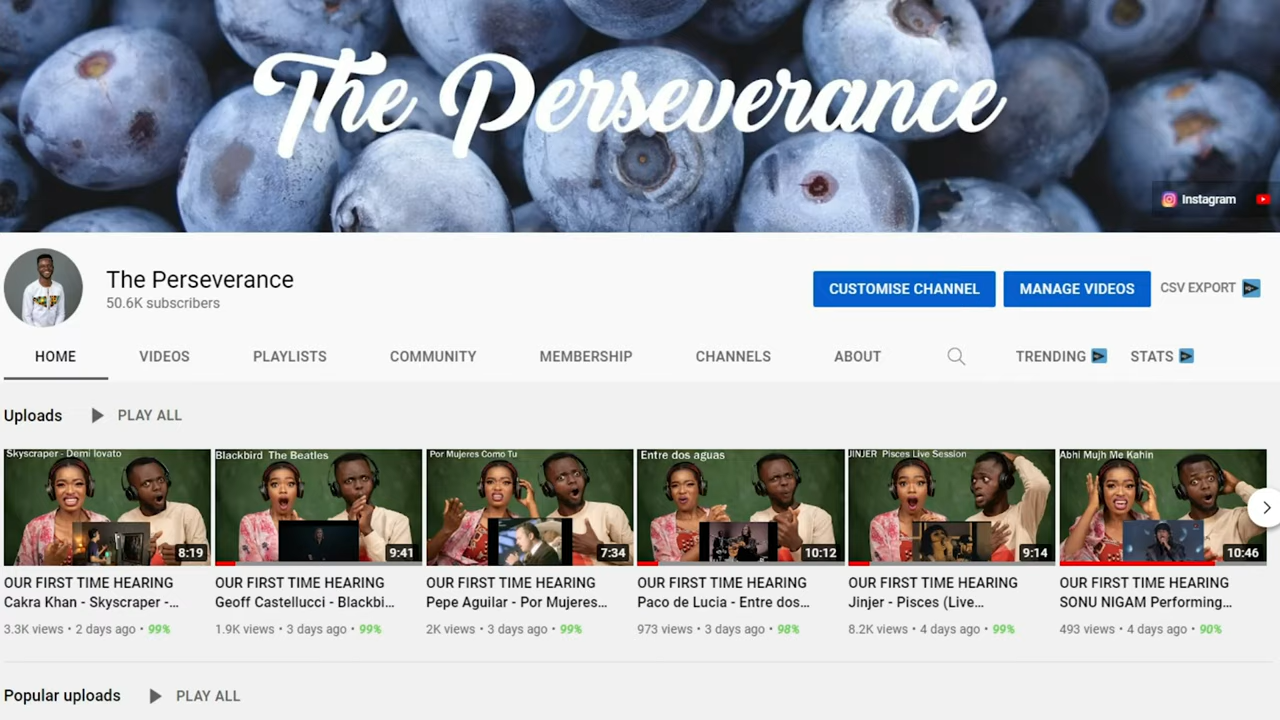 The Perseverance
Instagram
The Perseverance
50.6K subscribers
CUSTOMISE CHANNEL
MANAGE VIDEOS
CSV EXPORT
HOME
VIDEOS
PLAYLISTS
COMMUNITY
MEMBERSHIP
CHANNELS
ABOUT
TRENDING
STATS
Uploads
PLAY ALL
Skyscraper - Demi lovato
8:19
OUR FIRST TIME HEARING
Cakra Khan - Skyscraper -...
3.3K views • 2 days ago • 99%
Blackbird The Beatles
9:41
OUR FIRST TIME HEARING
Geoff Castellucci - Blackbi...
1.9K views • 3 days ago • 99%
Por Mujeres Como Tu
7:34
OUR FIRST TIME HEARING
Pepe Aguilar - Por Mujeres...
2K views • 3 days ago • 99%
Entre dos aguas
10:12
OUR FIRST TIME HEARING
Paco de Lucia - Entre dos...
973 views • 3 days ago • 98%
JINJER Pisces Live Session
9:14
OUR FIRST TIME HEARING
Jinjer - Pisces (Live...
8.2K views • 4 days ago • 99%
Abhi Mujh Me Kahin
10:46
OUR FIRST TIME HEARING
SONU NIGAM Performing...
493 views • 4 days ago • 90%
Popular uploads
PLAY ALL